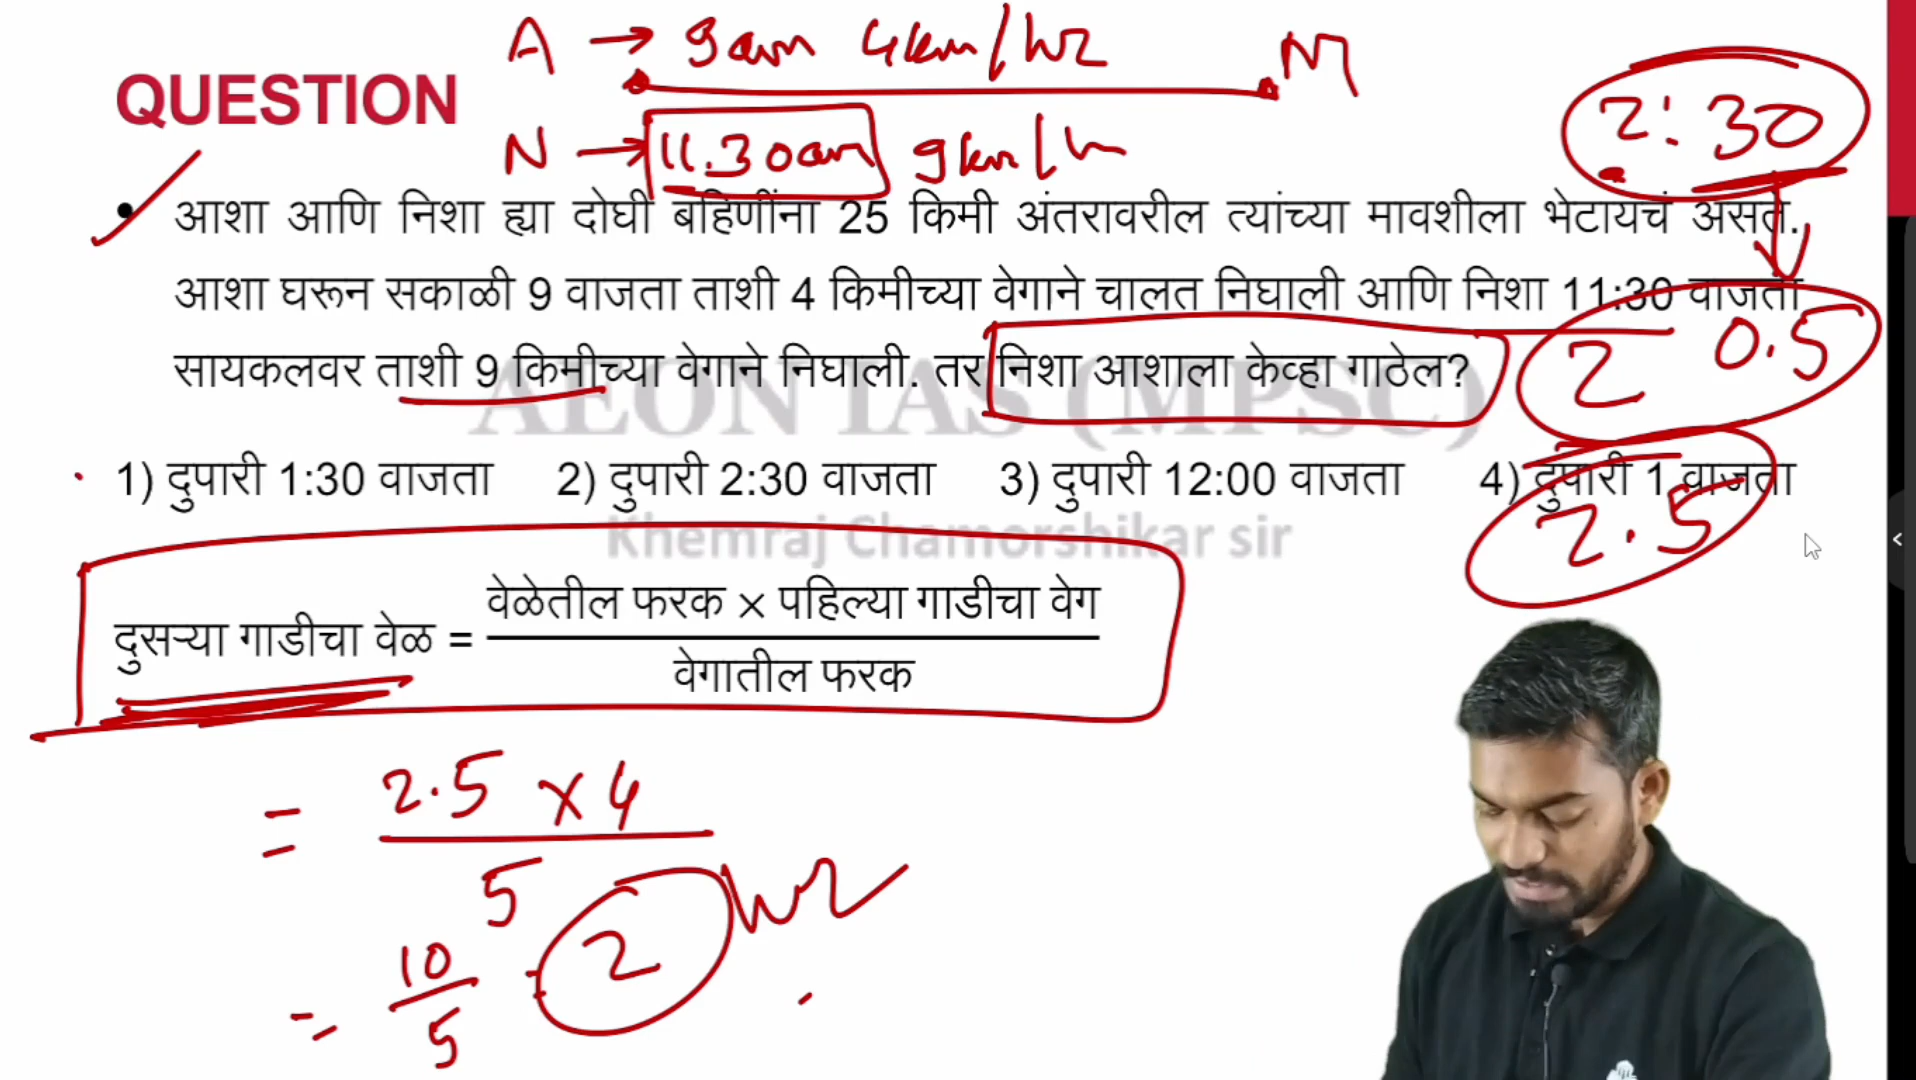 A → 9am 4km/hr M
QUESTION
2:30
N → 11.30am 9km/h
• आशा आणि निशा ह्या दोघी बहिणींना 25 किमी अंतरावरील त्यांच्या मावशीला भेटायचं असतं.
आशा घरून सकाळी 9 वाजता ताशी 4 किमीच्या वेगाने चालत निघाली आणि निशा 11:30 वाजता
सायकलवर ताशी 9 किमीच्या वेगाने निघाली. तर निशा आशाला केव्हा गाठेल?
2 0.5
AEON IAS (MPSC)
1) दुपारी 1:30 वाजता 2) दुपारी 2:30 वाजता 3) दुपारी 12:00 वाजता 4) दुपारी 1 वाजता
2.5
Khemraj Chamorshikar sir
वेळेतील फरक × पहिल्या गाडीचा वेग
दुसऱ्या गाडीचा वेळ =
वेगातील फरक
= 2.5 × 4
5
= 10/5 = 2 hr